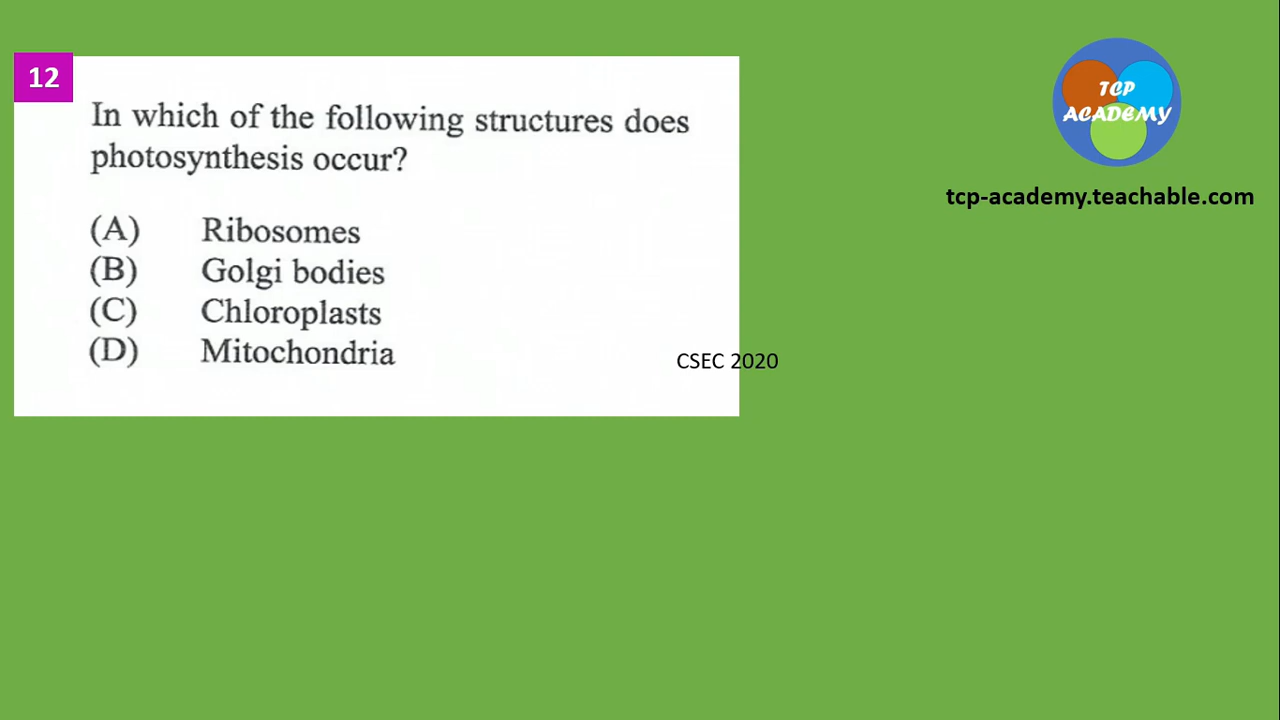 12
In which of the following structures does
photosynthesis occur?
(A) Ribosomes
(B) Golgi bodies
(C) Chloroplasts
(D) Mitochondria
CSEC 2020
TCP
ACADEMY
tcp-academy.teachable.com